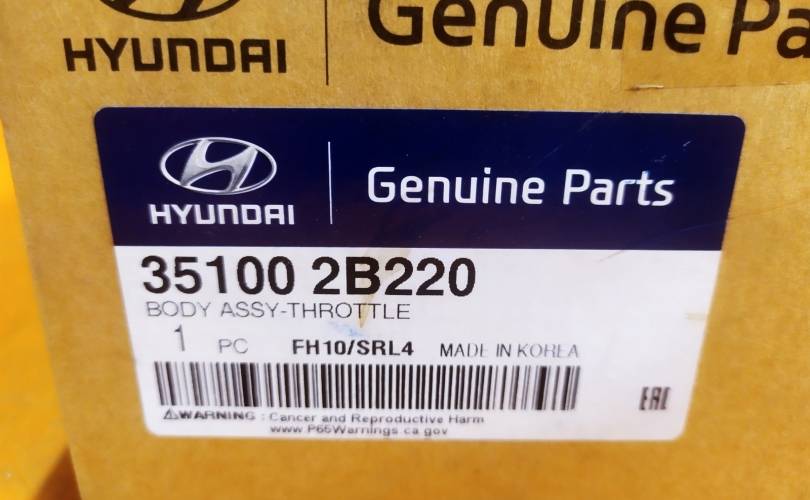 HYUNDAI
Genuine Pa
HYUNDAI
Genuine Parts
35100 2B220
BODY ASSY-THROTTLE
1 PC FH10/SRL4 MADE IN KOREA
EAC
WARNING : Cancer and Reproductive Harm
www.P65Warnings.ca.gov